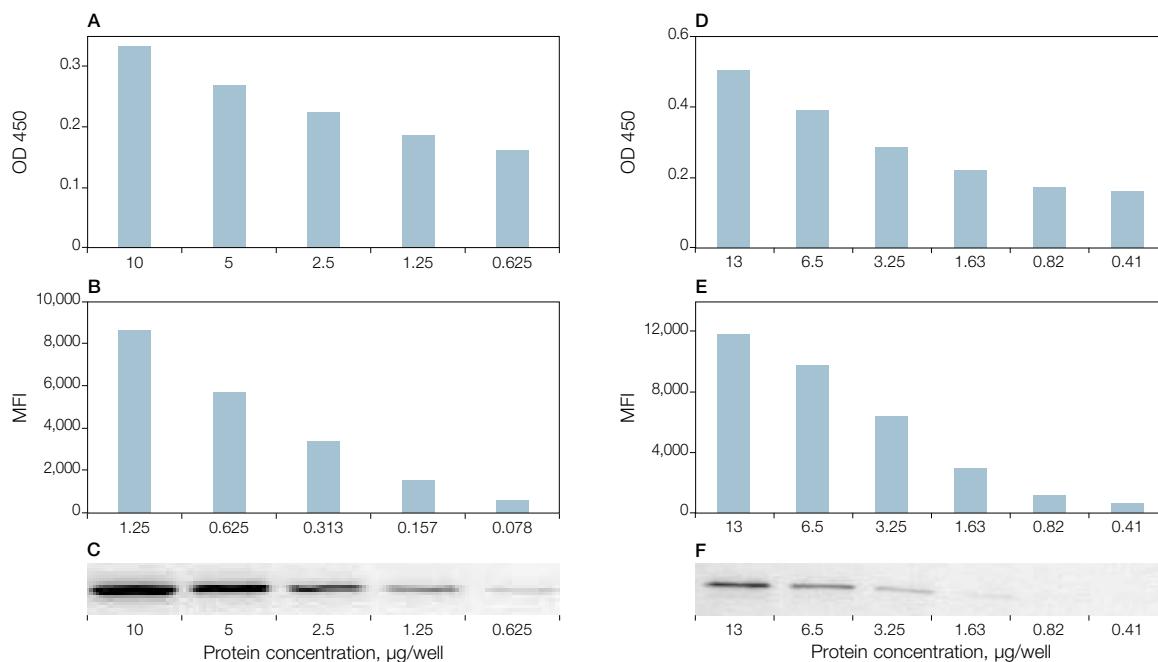 A
OD 450
0.3
0.2
0.1
0
10 5 2.5 1.25 0.625
B
MFI
10,000
8,000
6,000
4,000
2,000
0
1.25 0.625 0.313 0.157 0.078
C
10 5 2.5 1.25 0.625
Protein concentration, µg/well
D
OD 450
0.6
0.4
0.2
0
13 6.5 3.25 1.63 0.82 0.41
E
MFI
12,000
8,000
4,000
0
13 6.5 3.25 1.63 0.82 0.41
F
13 6.5 3.25 1.63 0.82 0.41
Protein concentration, µg/well